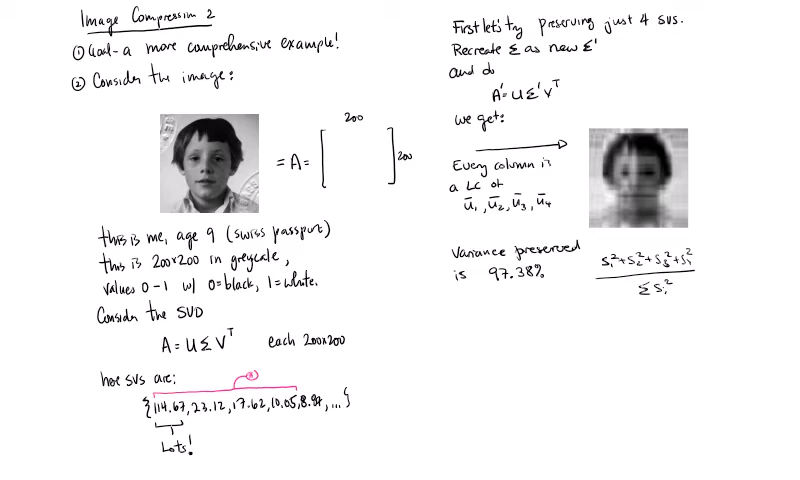 Image Compression 2
① Goal - a more comprehensive example!
② Consider the image:
= A = [ ]
200
200
this is me, age 9 (swiss passport)
this is 200x200 in greyscale,
values 0-1 w/ 0=black, 1=white.
Consider the SVD
A = U Σ V^T each 200x200
the SVs are:
{114.67, 23.12, 17.62, 10.05, 8.97, ...}
Lots!
First let's try preserving just 4 SVs.
Recreate Σ as new Σ'
and do
A' = U Σ' V^T
we get:
Every column is
a LC of
ū₁, ū₂, ū₃, ū₄
Variance preserved
is 97.38%
s₁²+s₂²+s₃²+s₄²
Σ sᵢ²